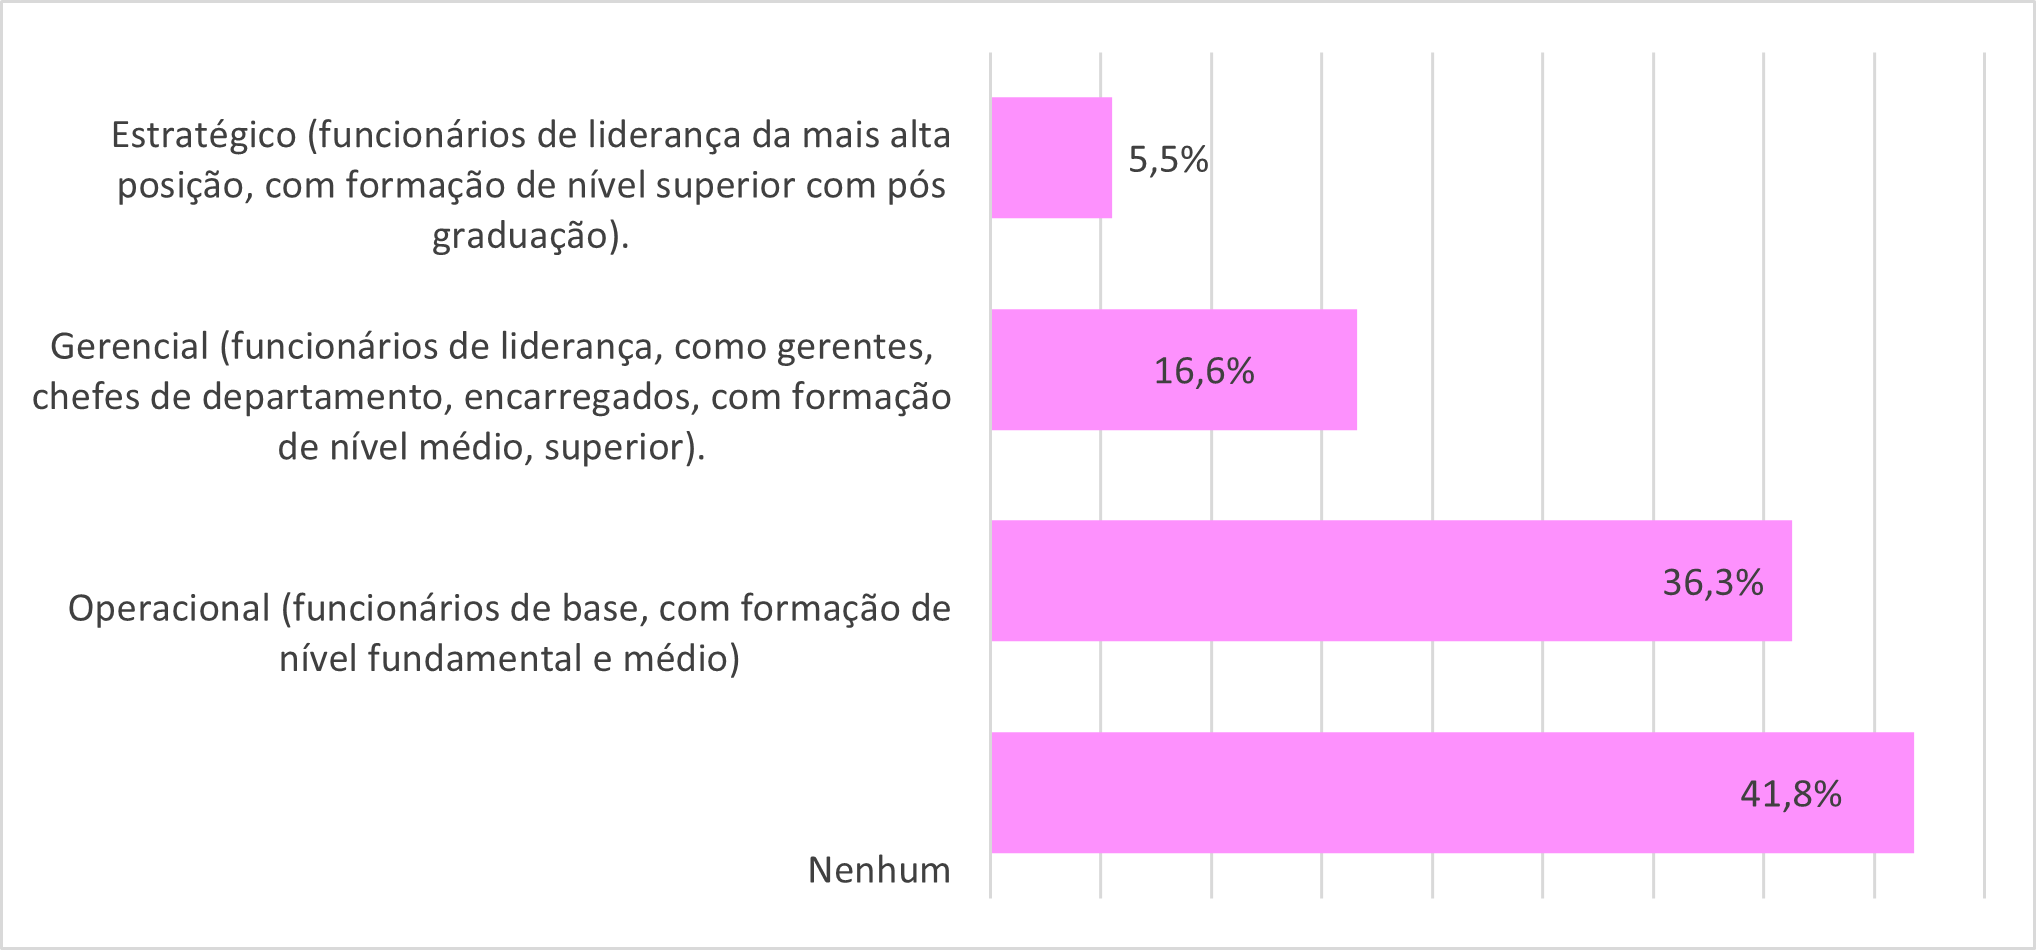 Estratégico (funcionários de liderança da mais alta
posição, com formação de nível superior com pós
graduação).
5,5%
Gerencial (funcionários de liderança, como gerentes,
chefes de departamento, encarregados, com formação
de nível médio, superior).
16,6%
Operacional (funcionários de base, com formação de
nível fundamental e médio)
36,3%
Nenhum
41,8%